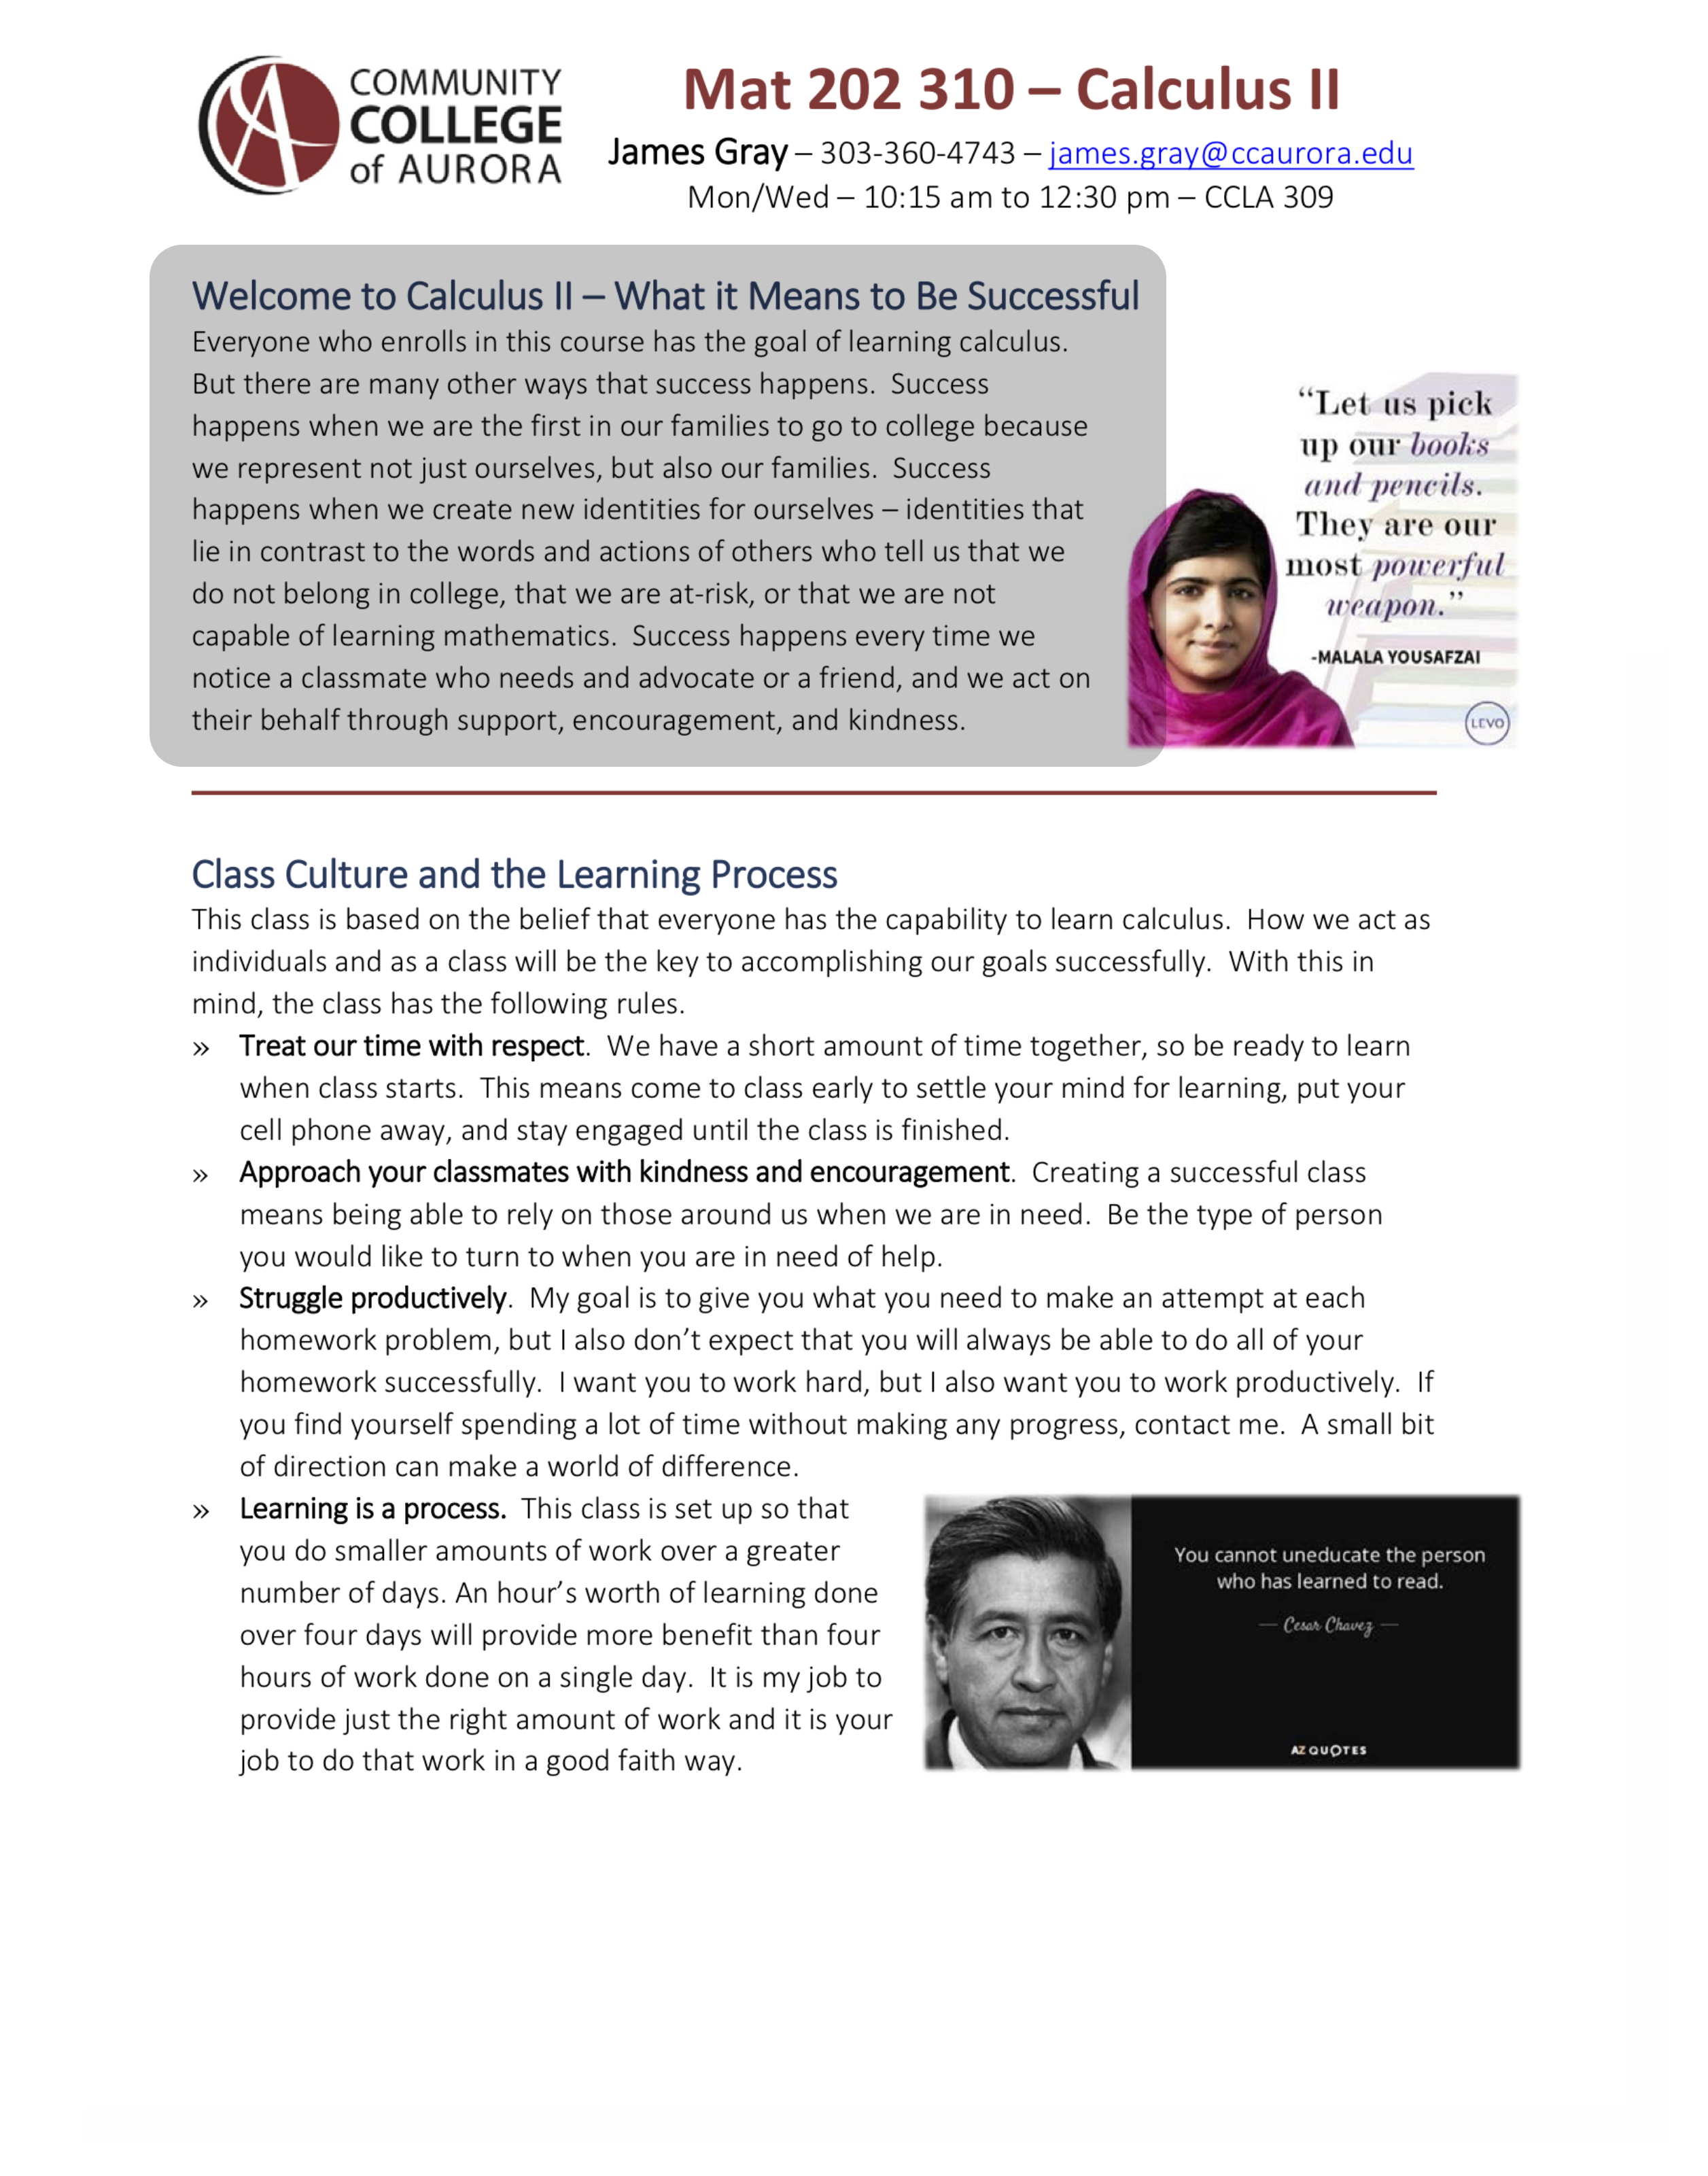 COMMUNITY
COLLEGE
of AURORA
Mat 202 310 – Calculus II
James Gray – 303-360-4743 – james.gray@ccaurora.edu
Mon/Wed – 10:15 am to 12:30 pm – CCLA 309
Welcome to Calculus II – What it Means to Be Successful
Everyone who enrolls in this course has the goal of learning calculus.
But there are many other ways that success happens.  Success
happens when we are the first in our families to go to college because
we represent not just ourselves, but also our families.  Success
happens when we create new identities for ourselves – identities that
lie in contrast to the words and actions of others who tell us that we
do not belong in college, that we are at-risk, or that we are not
capable of learning mathematics.  Success happens every time we
notice a classmate who needs and advocate or a friend, and we act on
their behalf through support, encouragement, and kindness.
“Let us pick
up our books
and pencils.
They are our
most powerful
weapon.”
-MALALA YOUSAFZAI
LEVO
Class Culture and the Learning Process
This class is based on the belief that everyone has the capability to learn calculus.  How we act as
individuals and as a class will be the key to accomplishing our goals successfully.  With this in
mind, the class has the following rules.
» Treat our time with respect.  We have a short amount of time together, so be ready to learn
when class starts.  This means come to class early to settle your mind for learning, put your
cell phone away, and stay engaged until the class is finished.
» Approach your classmates with kindness and encouragement.  Creating a successful class
means being able to rely on those around us when we are in need.  Be the type of person
you would like to turn to when you are in need of help.
» Struggle productively.  My goal is to give you what you need to make an attempt at each
homework problem, but I also don’t expect that you will always be able to do all of your
homework successfully.  I want you to work hard, but I also want you to work productively.  If
you find yourself spending a lot of time without making any progress, contact me.  A small bit
of direction can make a world of difference.
» Learning is a process.  This class is set up so that
you do smaller amounts of work over a greater
number of days. An hour’s worth of learning done
over four days will provide more benefit than four
hours of work done on a single day.  It is my job to
provide just the right amount of work and it is your
job to do that work in a good faith way.
You cannot uneducate the person
who has learned to read.
— Cesar Chavez —
AZ QUOTES